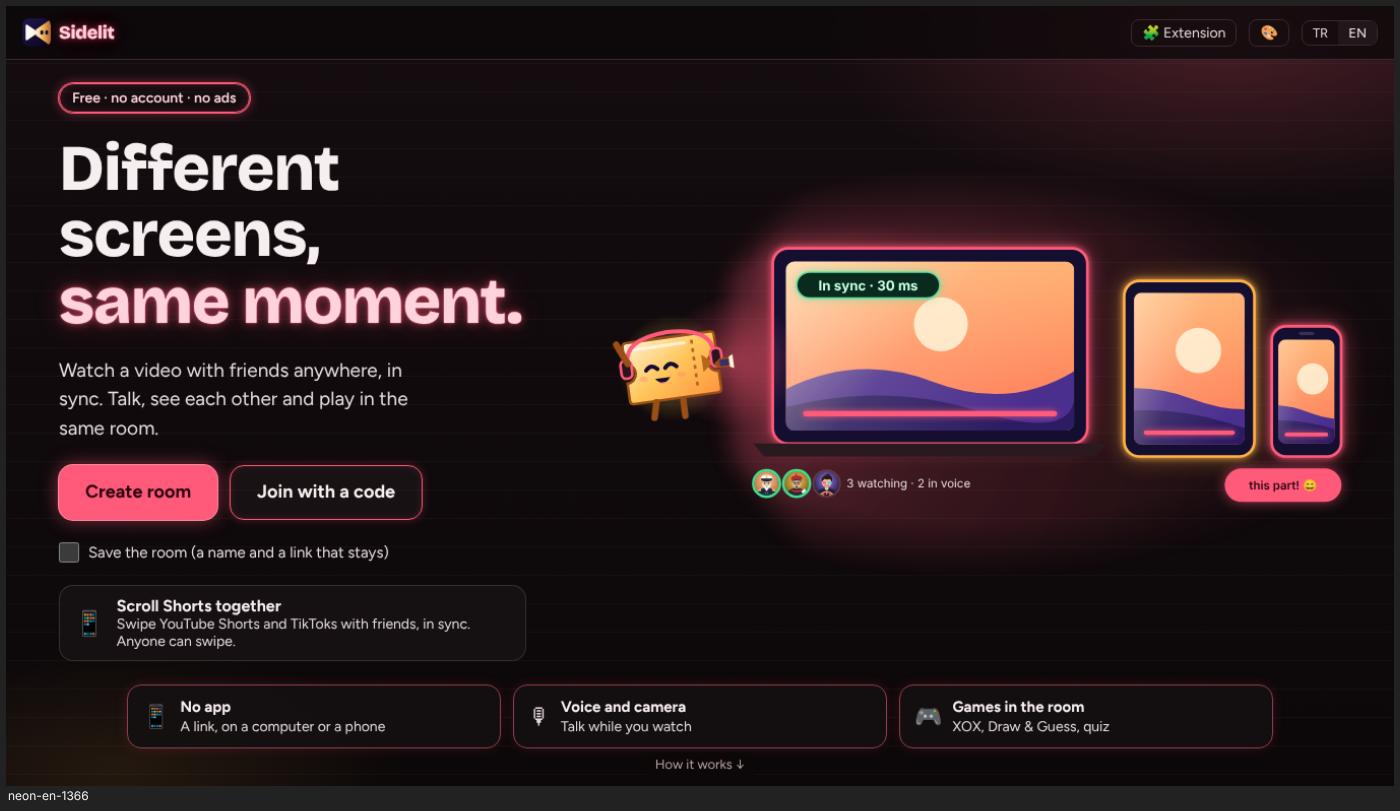 Sidelit
Extension
TR
EN
Free · no account · no ads
Different
screens,
same moment.
Watch a video with friends anywhere, in
sync. Talk, see each other and play in the
same room.
Create room
Join with a code
Save the room (a name and a link that stays)
Scroll Shorts together
Swipe YouTube Shorts and TikToks with friends, in sync.
Anyone can swipe.
In sync · 30 ms
3 watching · 2 in voice
this part! 😄
No app
A link, on a computer or a phone
Voice and camera
Talk while you watch
Games in the room
XOX, Draw & Guess, quiz
How it works ↓
neon-en-1366